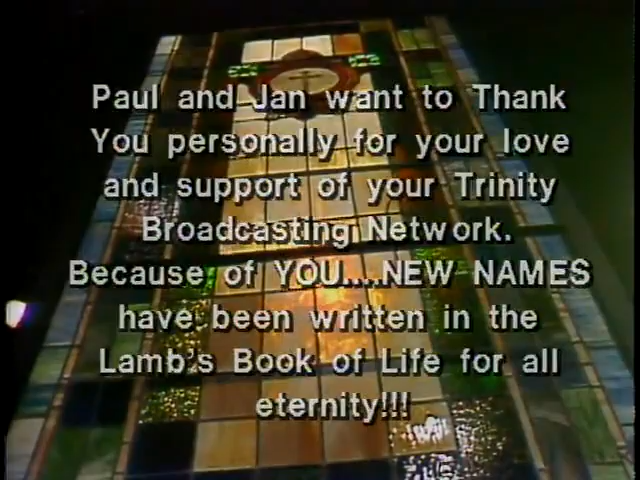 Paul and Jan want to Thank
You personally for your love
and support of your Trinity
Broadcasting Network.
Because of YOU....NEW NAMES
have been written in the
Lamb's Book of Life for all
eternity!!!